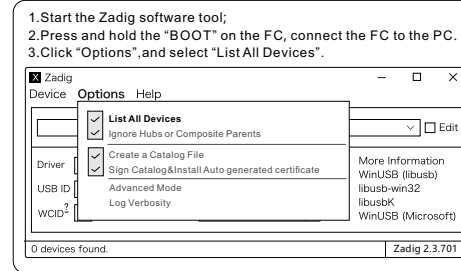 1.Start the Zadig software tool;
2.Press and hold the “BOOT” on the FC, connect the FC to the PC.
3.Click “Options”,and select “List All Devices”.
X Zadig
Device Options Help
List All Devices
Ignore Hubs or Composite Parents
Edit
Create a Catalog File
Sign Catalog&Install Auto generated certificate
Advanced Mode
Log Verbosity
Driver
USB ID
WCID?
More Information
WinUSB (libusb)
libusb-win32
libusbK
WinUSB (Microsoft)
0 devices found.
Zadig 2.3.701